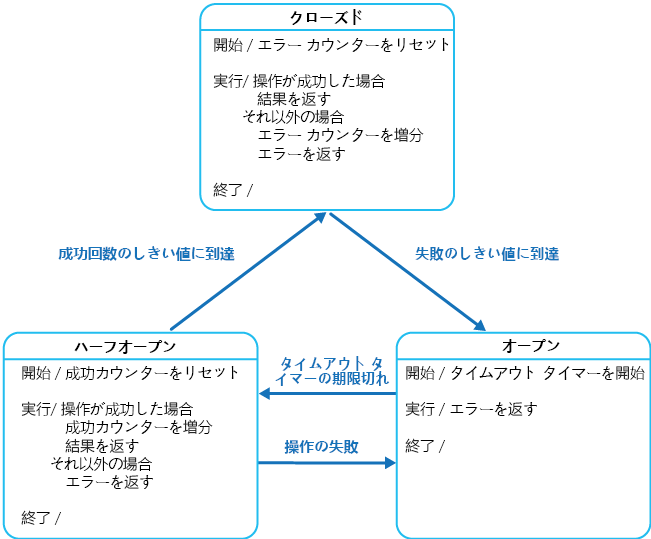 クローズド
開始 / エラー カウンターをリセット
実行/ 操作が成功した場合
結果を返す
それ以外の場合
エラー カウンターを増分
エラーを返す
終了 /
成功回数のしきい値に到達
失敗のしきい値に到達
ハーフオープン
開始 / 成功カウンターをリセット
実行/ 操作が成功した場合
成功カウンターを増分
結果を返す
それ以外の場合
エラーを返す
終了 /
タイムアウト タ
イマーの期限切れ
操作の失敗
オープン
開始 / タイムアウト タイマーを開始
実行 / エラーを返す
終了 /